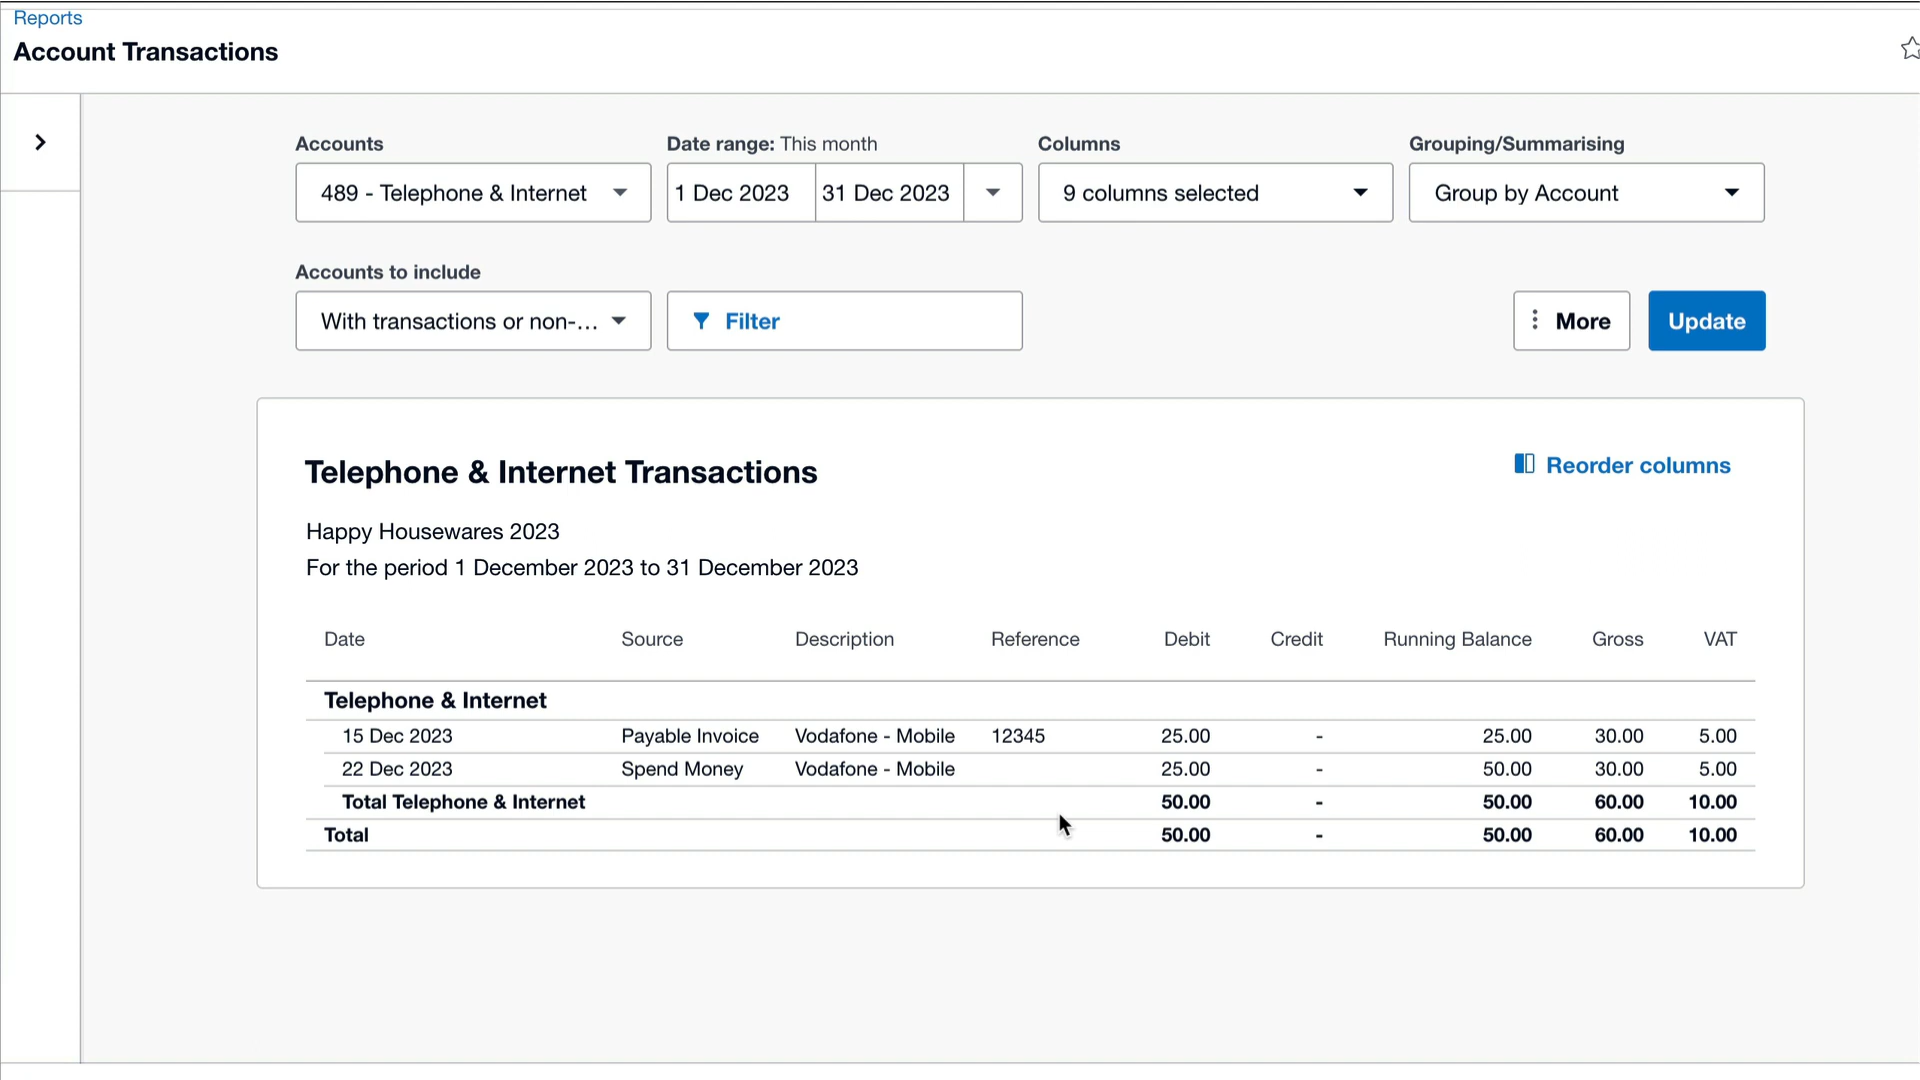 Reports
Account Transactions
Accounts
Date range: This month
Columns
Grouping/Summarising
489 - Telephone & Internet
1 Dec 2023
31 Dec 2023
9 columns selected
Group by Account
Accounts to include
With transactions or non-...
Filter
More
Update
Telephone & Internet Transactions
Reorder columns
Happy Housewares 2023
For the period 1 December 2023 to 31 December 2023
Date Source Description Reference Debit Credit Running Balance Gross VAT
Telephone & Internet
15 Dec 2023 Payable Invoice Vodafone - Mobile 12345 25.00 - 25.00 30.00 5.00
22 Dec 2023 Spend Money Vodafone - Mobile 25.00 - 50.00 30.00 5.00
Total Telephone & Internet 50.00 - 50.00 60.00 10.00
Total 50.00 - 50.00 60.00 10.00